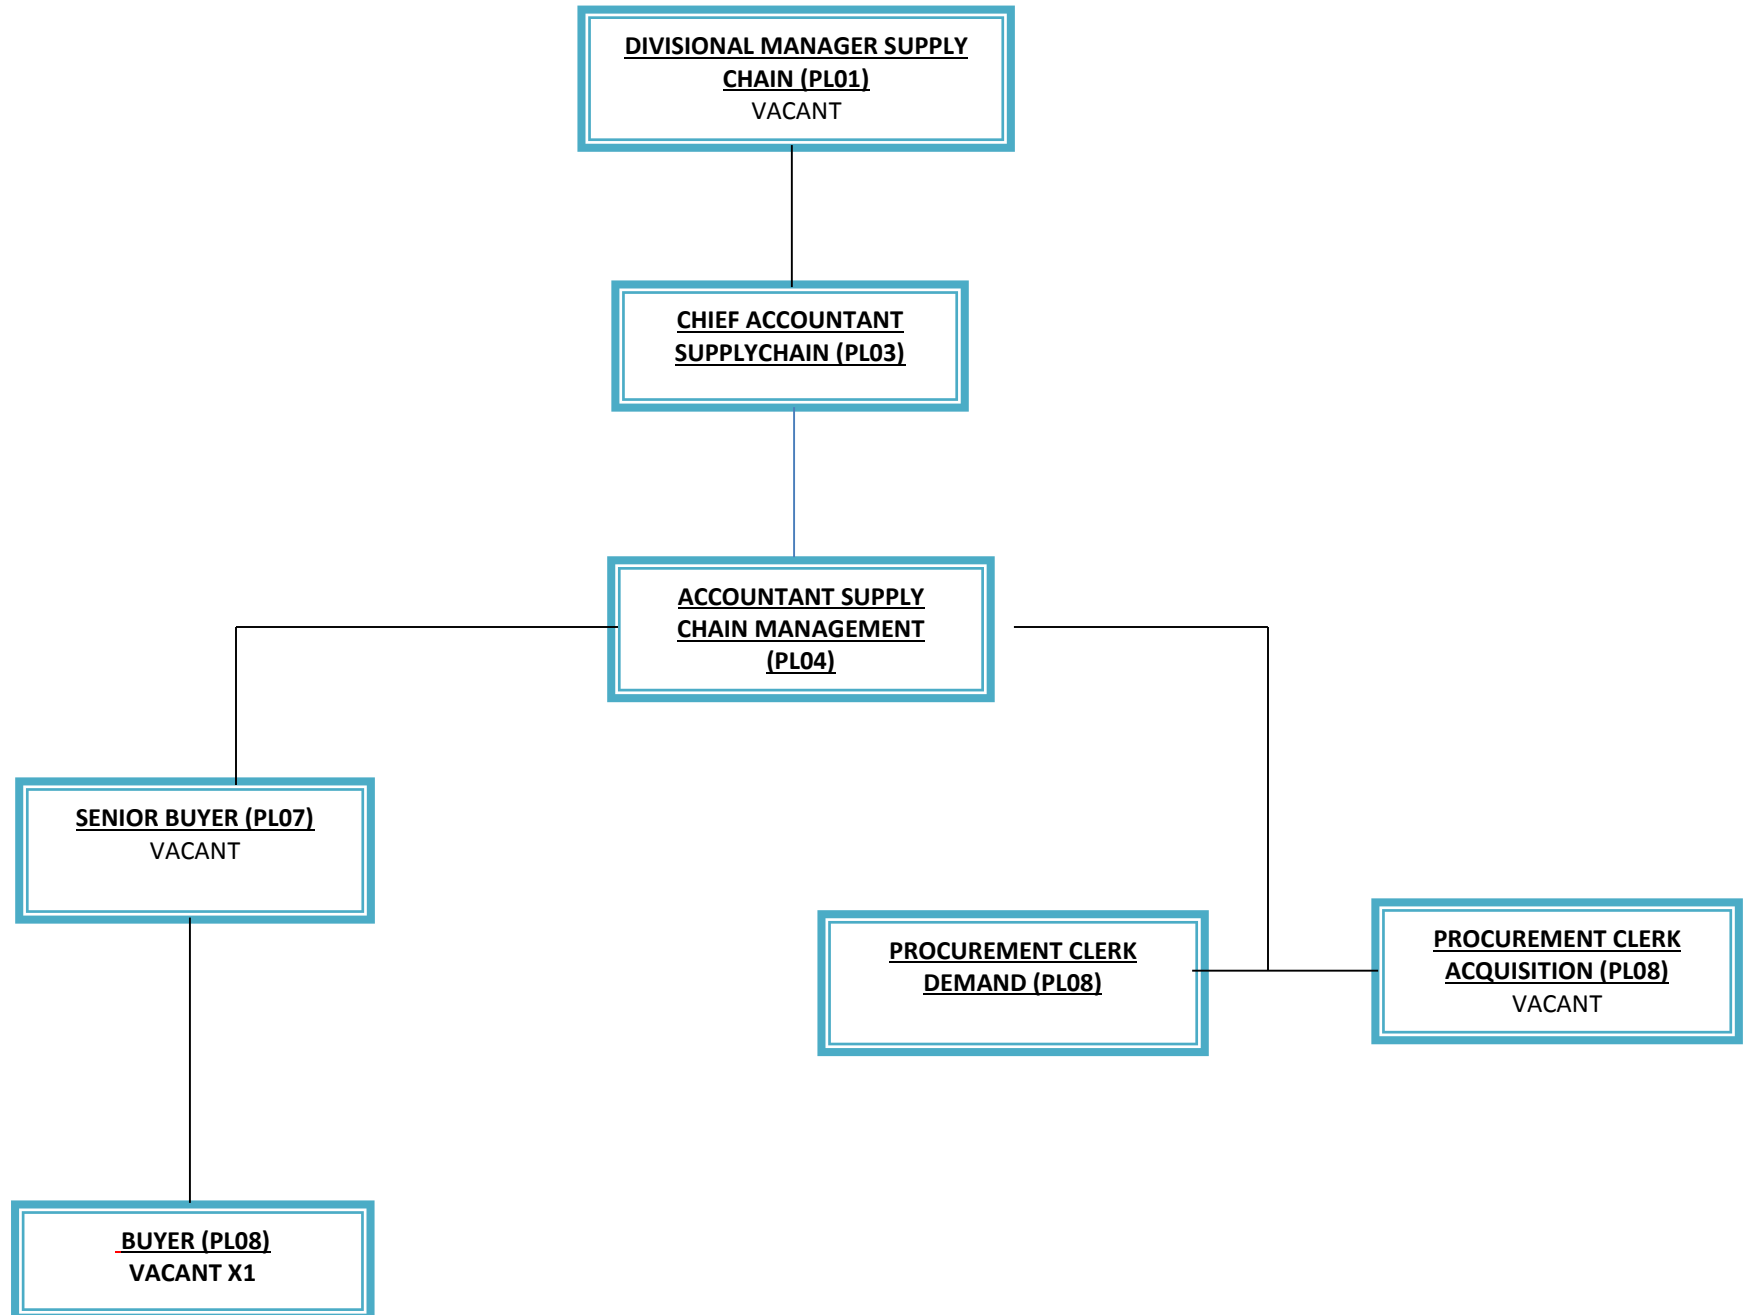 DIVISIONAL MANAGER SUPPLY
CHAIN (PL01)
VACANT
CHIEF ACCOUNTANT
SUPPLYCHAIN (PL03)
ACCOUNTANT SUPPLY
CHAIN MANAGEMENT
(PL04)
SENIOR BUYER (PL07)
VACANT
PROCUREMENT CLERK
DEMAND (PL08)
PROCUREMENT CLERK
ACQUISITION (PL08)
VACANT
BUYER (PL08)
VACANT X1